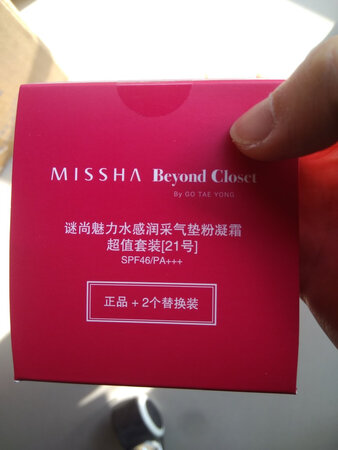 MISSHA Beyond Closet
By GO TAE YONG
谜尚魅力水感润采气垫粉凝霜
超值套装[21号]
SPF46/PA+++
正品 + 2个替换装